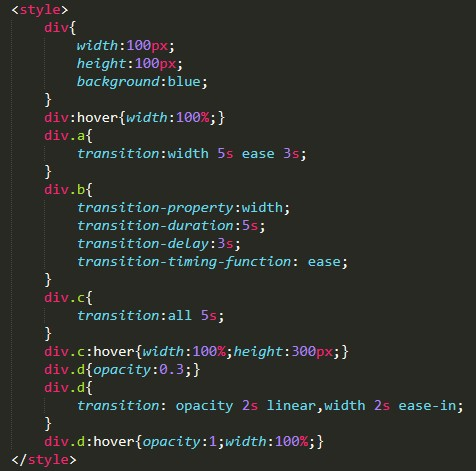 <style>
    div{
        width:100px;
        height:100px;
        background:blue;
    }
    div:hover{width:100%;}
    div.a{
        transition:width 5s ease 3s;
    }
    div.b{
        transition-property:width;
        transition-duration:5s;
        transition-delay:3s;
        transition-timing-function: ease;
    }
    div.c{
        transition:all 5s;
    }
    div.c:hover{width:100%;height:300px;}
    div.d{opacity:0.3;}
    div.d{
        transition: opacity 2s linear,width 2s ease-in;
    }
    div.d:hover{opacity:1;width:100%;}
</style>